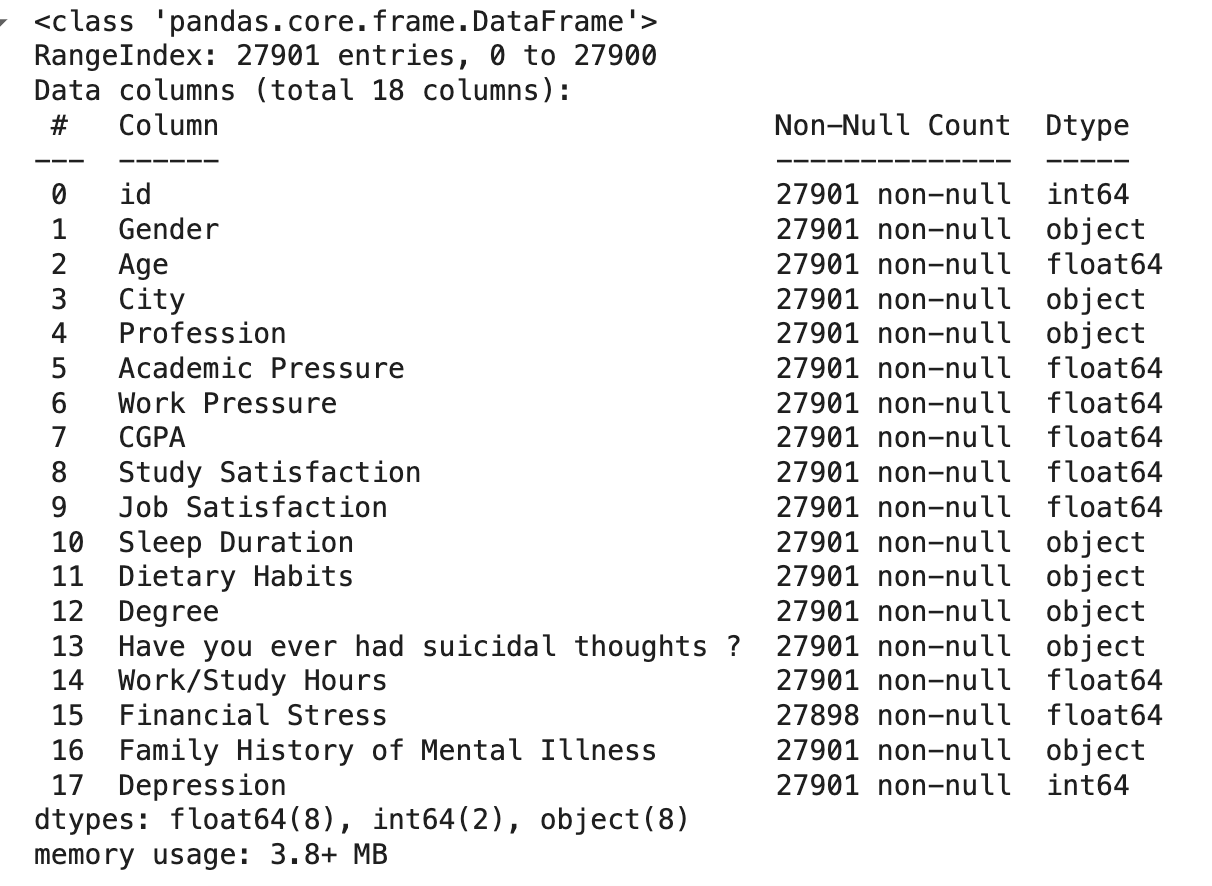 <class 'pandas.core.frame.DataFrame'>
RangeIndex: 27901 entries, 0 to 27900
Data columns (total 18 columns):
 #   Column                                 Non-Null Count  Dtype
---  ------                                 --------------  -----
 0   id                                     27901 non-null  int64
 1   Gender                                 27901 non-null  object
 2   Age                                    27901 non-null  float64
 3   City                                   27901 non-null  object
 4   Profession                             27901 non-null  object
 5   Academic Pressure                      27901 non-null  float64
 6   Work Pressure                          27901 non-null  float64
 7   CGPA                                   27901 non-null  float64
 8   Study Satisfaction                     27901 non-null  float64
 9   Job Satisfaction                       27901 non-null  float64
 10  Sleep Duration                         27901 non-null  object
 11  Dietary Habits                         27901 non-null  object
 12  Degree                                 27901 non-null  object
 13  Have you ever had suicidal thoughts ?  27901 non-null  object
 14  Work/Study Hours                       27901 non-null  float64
 15  Financial Stress                       27898 non-null  float64
 16  Family History of Mental Illness       27901 non-null  object
 17  Depression                             27901 non-null  int64
dtypes: float64(8), int64(2), object(8)
memory usage: 3.8+ MB